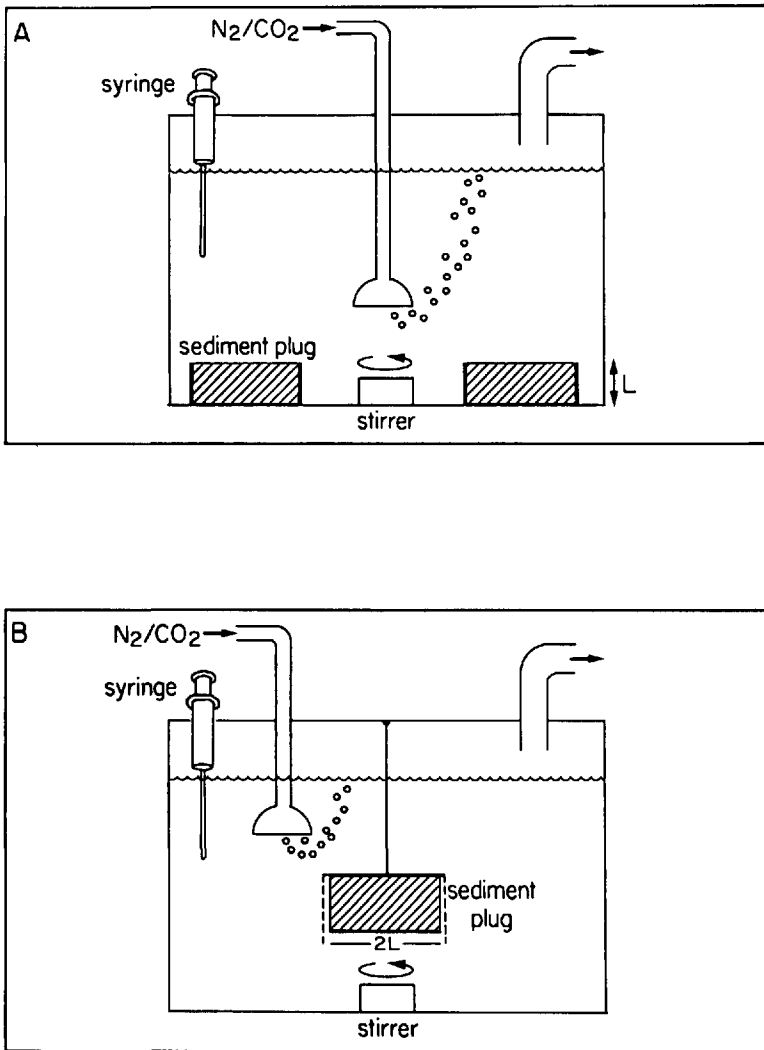 A
N2/CO2
syringe
sediment plug
L
stirrer
B
N2/CO2
syringe
sediment
plug
2L
stirrer